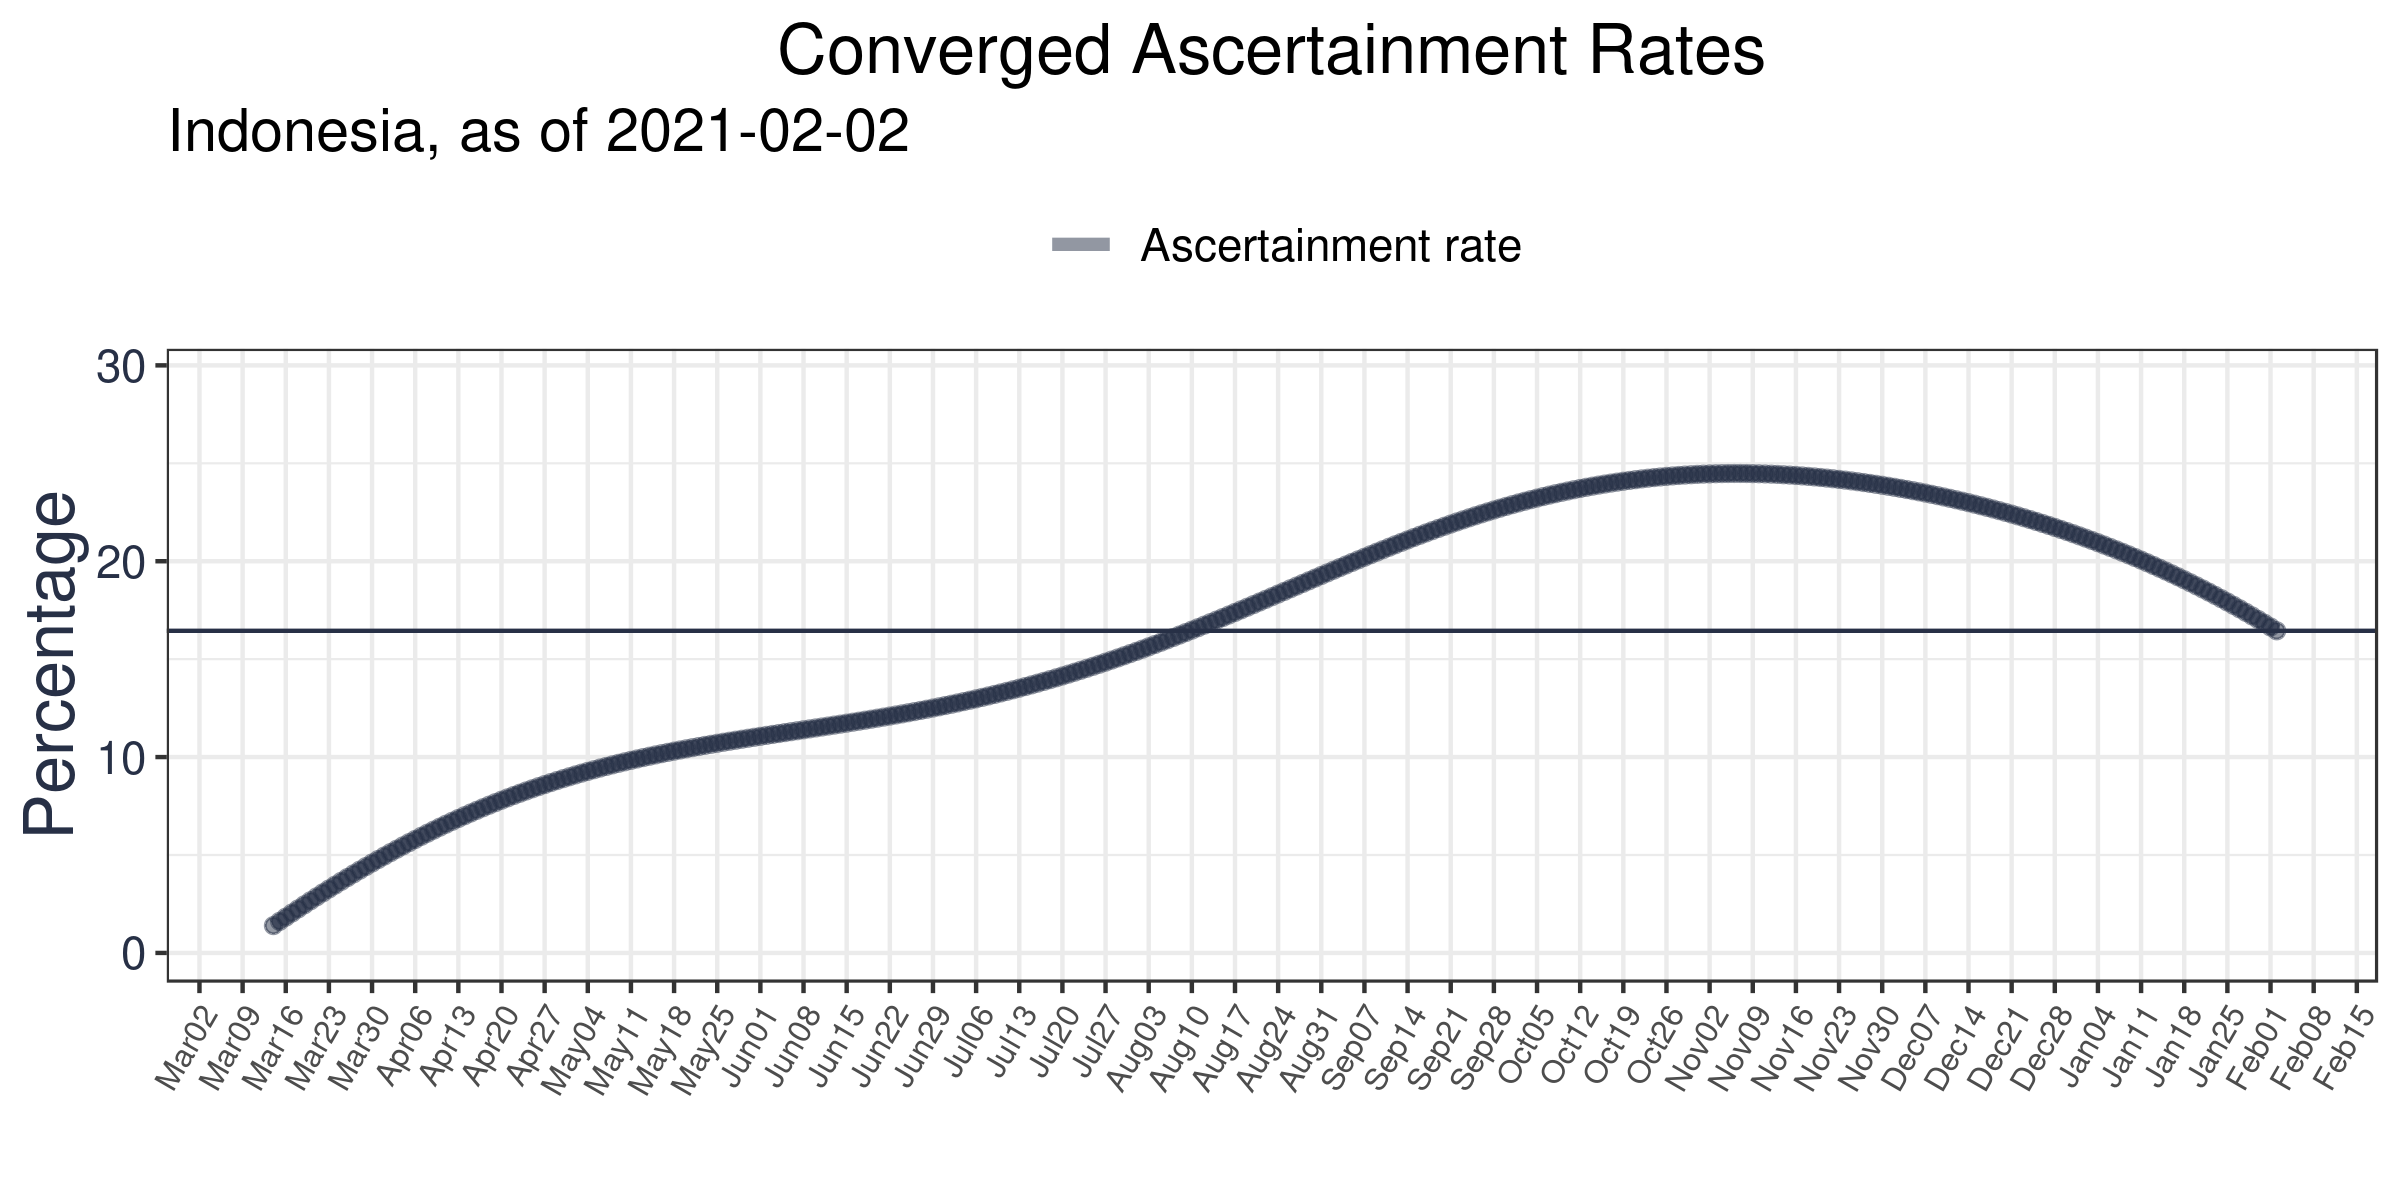 Converged Ascertainment Rates
Indonesia, as of 2021-02-02
Ascertainment rate
Percentage
30
20
10
0
Mar02 Mar09 Mar16 Mar23 Mar30 Apr06 Apr13 Apr20 Apr27 May04 May11 May18 May25 Jun01 Jun08 Jun15 Jun22 Jun29 Jul06 Jul13 Jul20 Jul27 Aug03 Aug10 Aug17 Aug24 Aug31 Sep07 Sep14 Sep21 Sep28 Oct05 Oct12 Oct19 Oct26 Nov02 Nov09 Nov16 Nov23 Nov30 Dec07 Dec14 Dec21 Dec28 Jan04 Jan11 Jan18 Jan25 Feb01 Feb08 Feb15